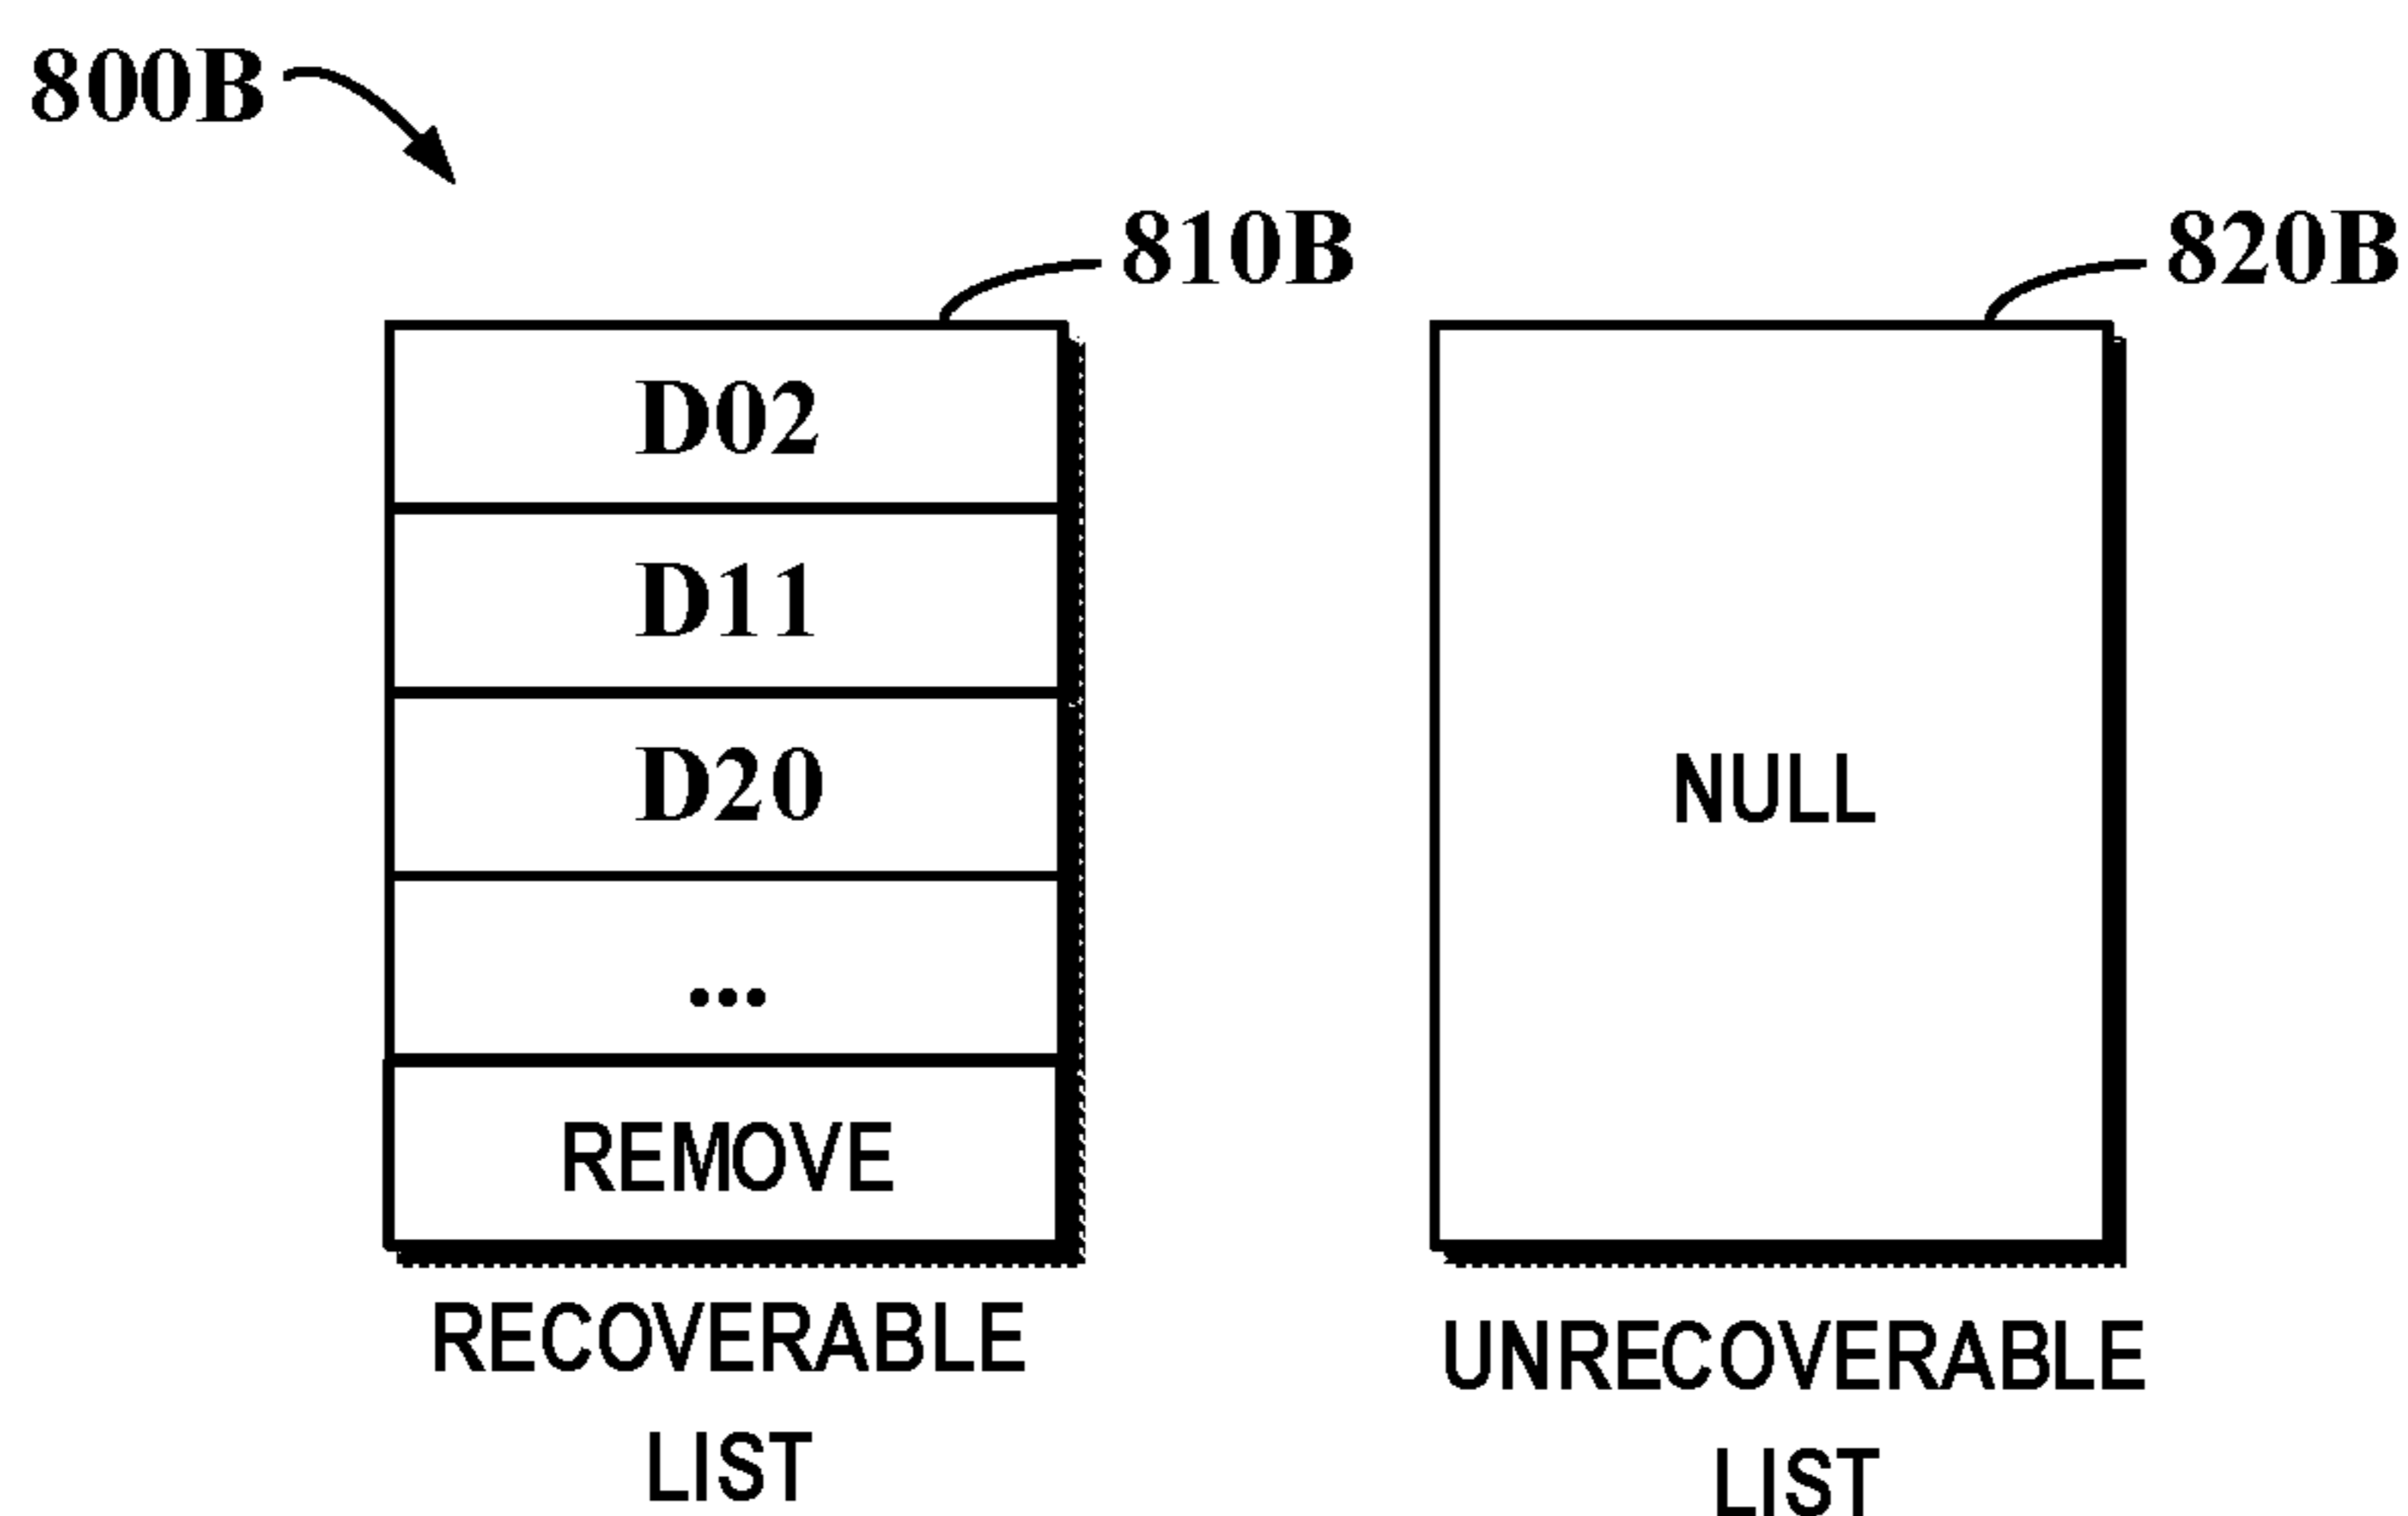 800B
810B
820B
D02
D11
D20
...
REMOVE
NULL
RECOVERABLE
LIST
UNRECOVERABLE
LIST